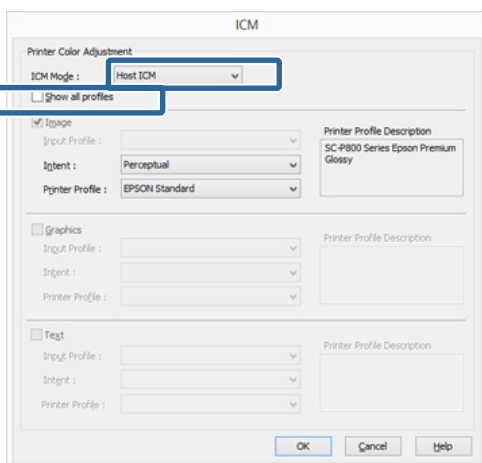 ICM
Printer Color Adjustment
ICM Mode : Host ICM
Show all profiles
Image
Input Profile :
Printer Profile Description
SC-P800 Series Epson Premium
Glossy
Intent : Perceptual
Printer Profile : EPSON Standard
Graphics
Input Profile :
Printer Profile Description
Intent :
Printer Profile :
Text
Input Profile :
Printer Profile Description
Intent :
Printer Profile :
OK Cancel Help